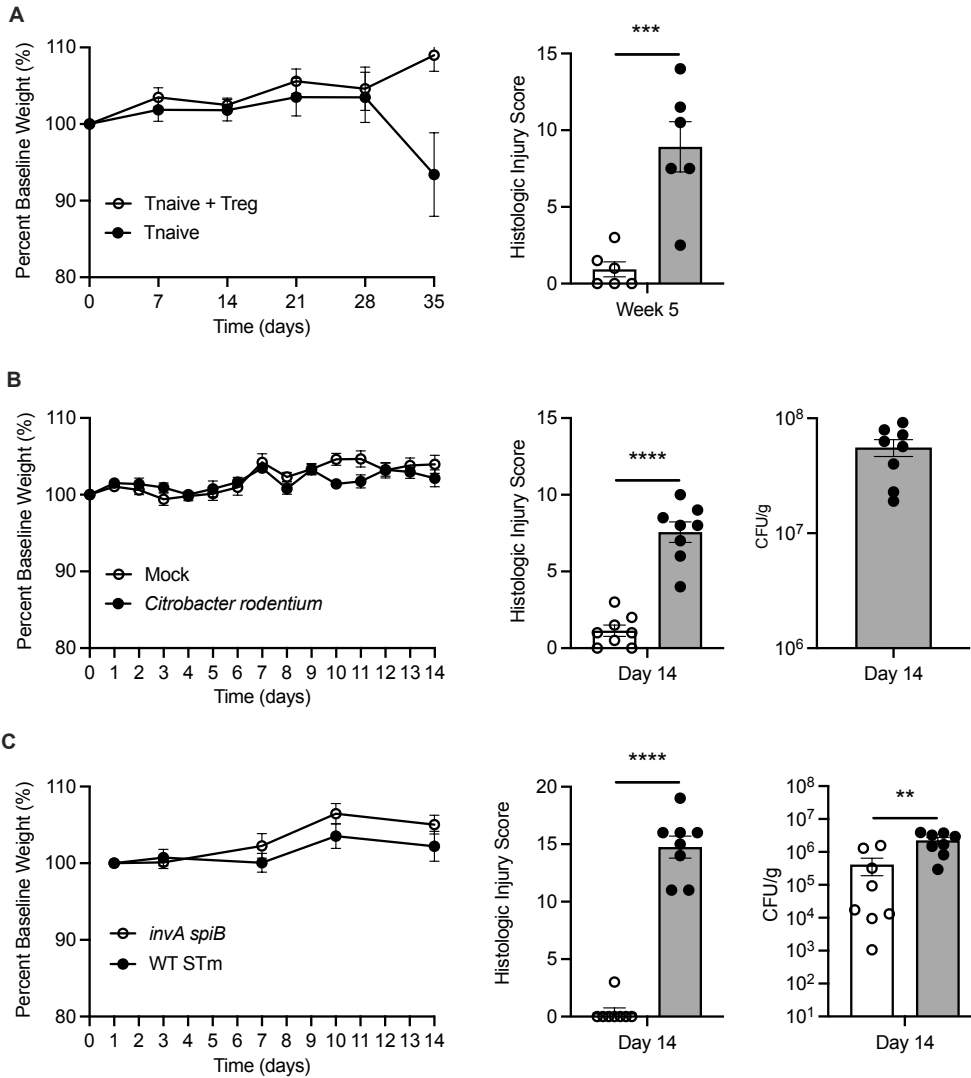 A
Percent Baseline Weight (%)
110
100
90
80
Tnaive + Treg
Tnaive
0 7 14 21 28 35
Time (days)
Histologic Injury Score
15
10
5
0
***
Week 5
B
Percent Baseline Weight (%)
110
100
90
80
Mock
Citrobacter rodentium
0 1 2 3 4 5 6 7 8 9 10 11 12 13 14
Time (days)
Histologic Injury Score
15
10
5
0
****
Day 14
CFU/g
10⁸
10⁷
10⁶
Day 14
C
Percent Baseline Weight (%)
110
100
90
80
invA spiB
WT STm
0 1 2 3 4 5 6 7 8 9 10 11 12 13 14
Time (days)
Histologic Injury Score
20
15
10
5
0
****
Day 14
CFU/g
10⁸
10⁷
10⁶
10⁵
10⁴
10³
10²
10¹
**
Day 14